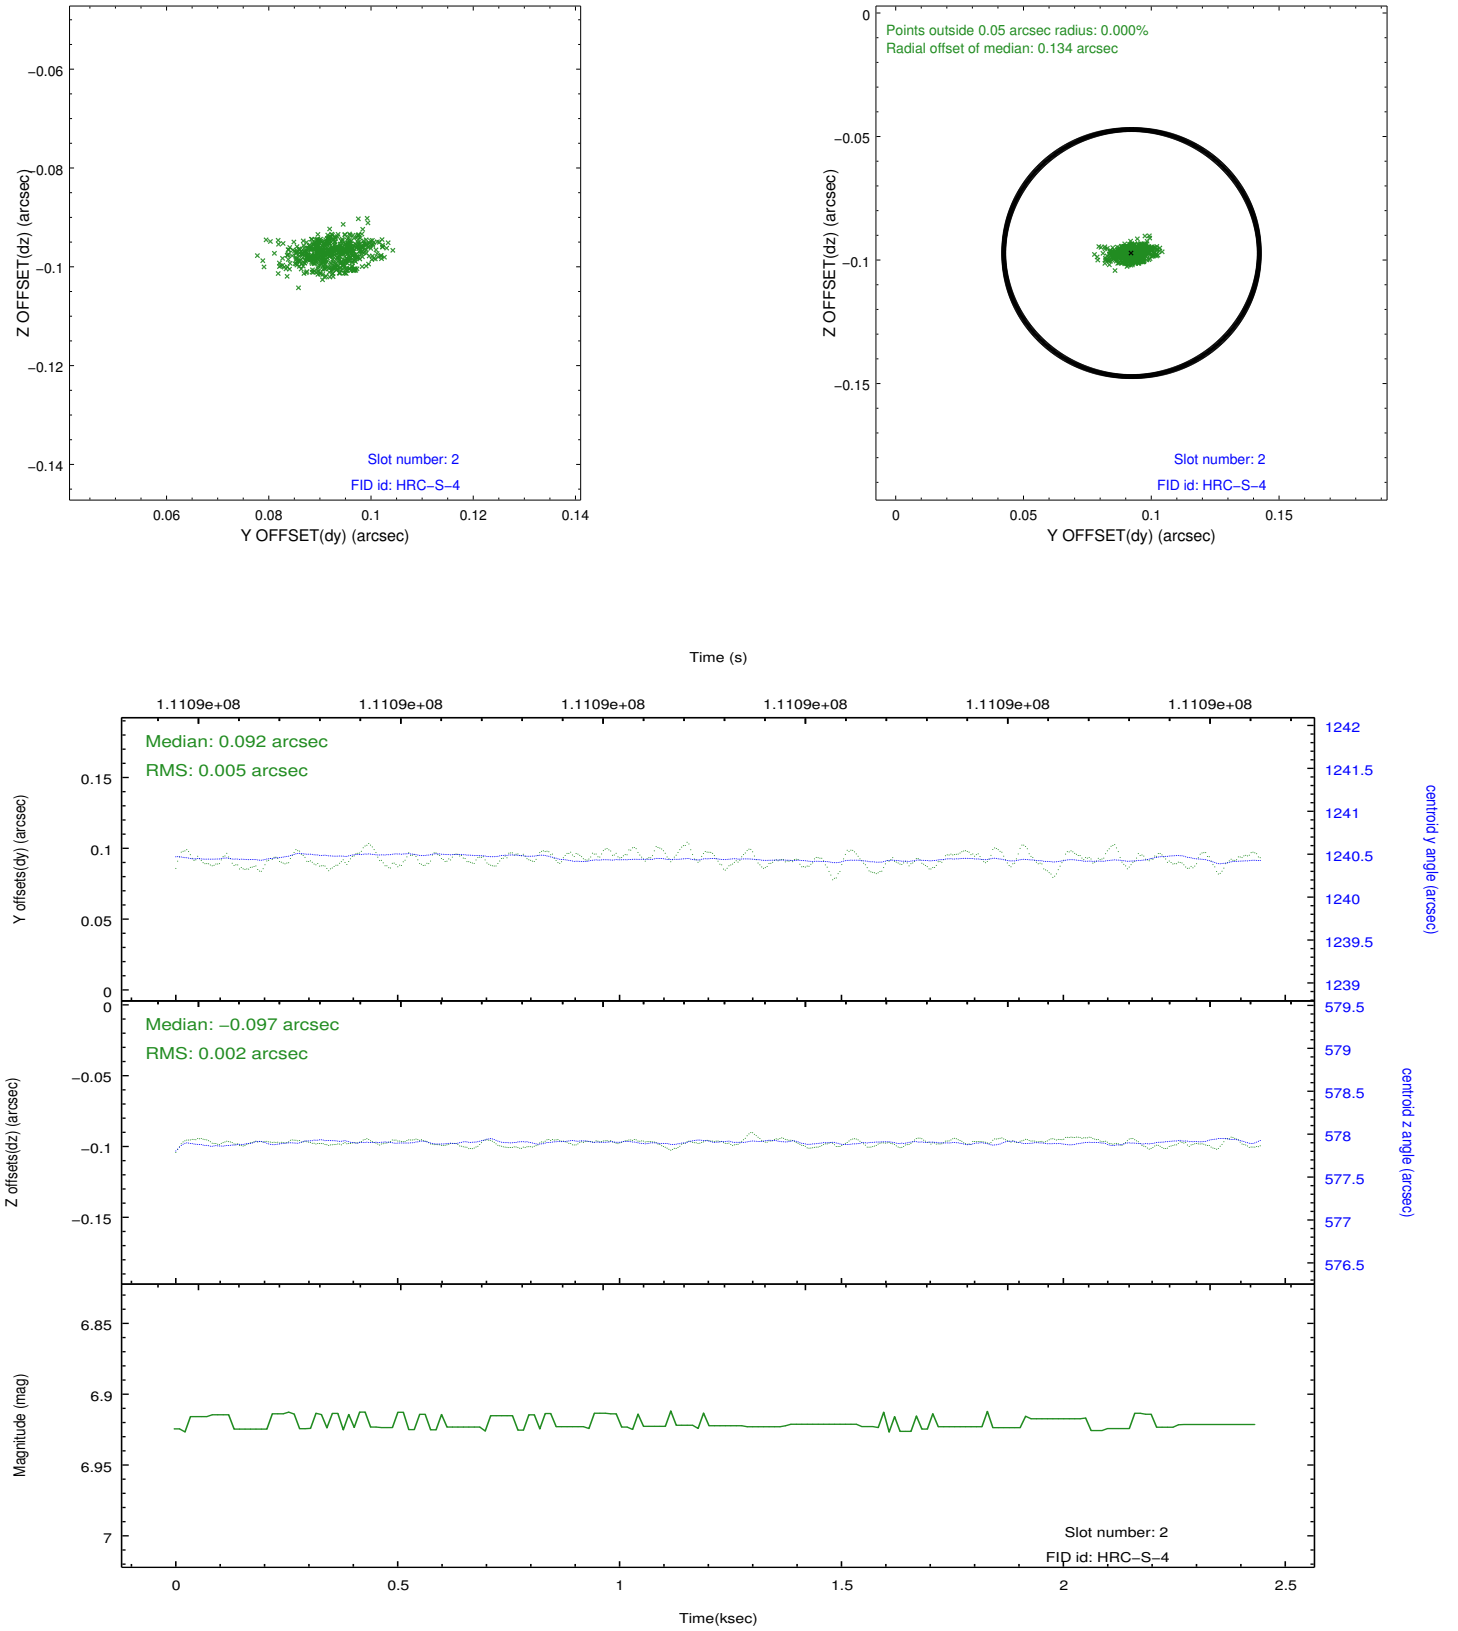 −0.06
−0.08
−0.1
−0.12
−0.14
Z OFFSET(dz) (arcsec)
Slot number: 2
FID id: HRC−S−4
0.06 0.08 0.1 0.12 0.14
Y OFFSET(dy) (arcsec)
Points outside 0.05 arcsec radius: 0.000%
Radial offset of median: 0.134 arcsec
0
−0.05
−0.1
−0.15
Z OFFSET(dz) (arcsec)
Slot number: 2
FID id: HRC−S−4
0 0.05 0.1 0.15
Y OFFSET(dy) (arcsec)
Time (s)
1.1109e+08 1.1109e+08 1.1109e+08 1.1109e+08 1.1109e+08 1.1109e+08
Median: 0.092 arcsec
RMS: 0.005 arcsec
0.15
0.1
0.05
0
Y offsets(dy) (arcsec)
1242
1241.5
1241
1240.5
1240
1239.5
1239
centroid y angle (arcsec)
Median: −0.097 arcsec
RMS: 0.002 arcsec
0
−0.05
−0.1
−0.15
Z offsets(dz) (arcsec)
579.5
579
578.5
578
577.5
577
576.5
centroid z angle (arcsec)
6.85
6.9
6.95
7
Magnitude (mag)
Slot number: 2
FID id: HRC−S−4
0 0.5 1 1.5 2 2.5
Time(ksec)